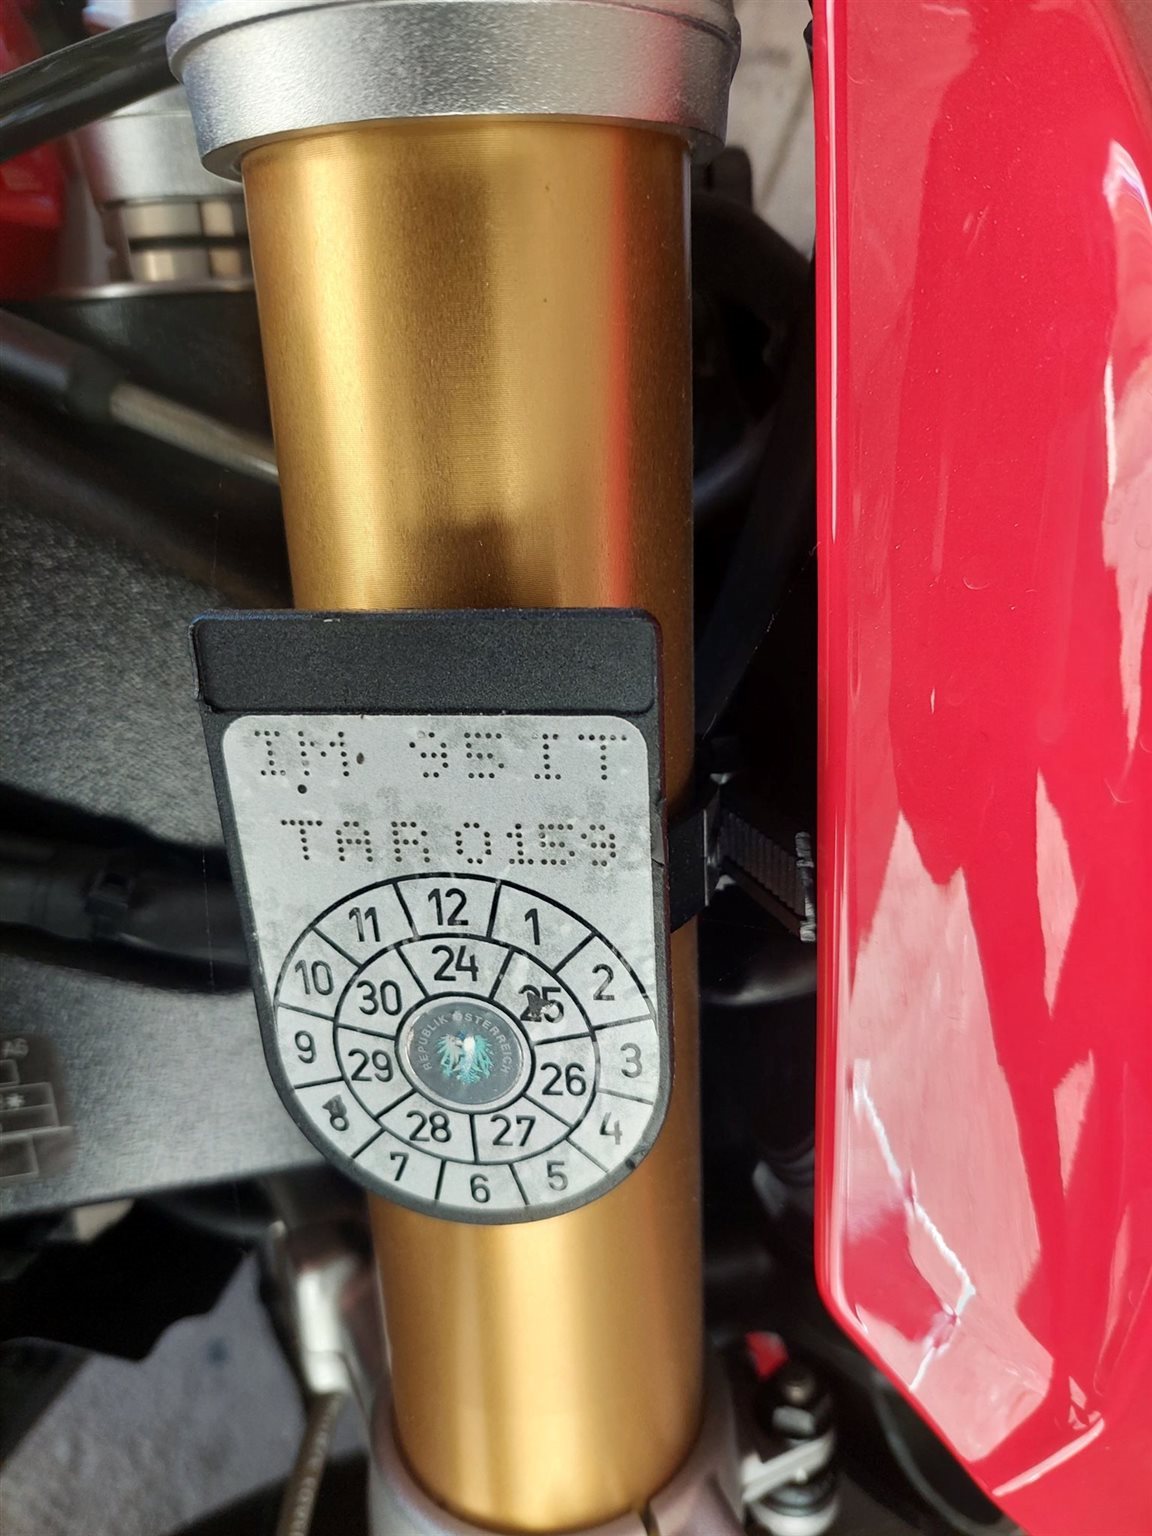 IM 95IT
TAR0159
11 12 1
10 24 2
30 25
REPUBLIK ÖSTERREICH
9 29 26 3
8 28 27 4
7 6 5